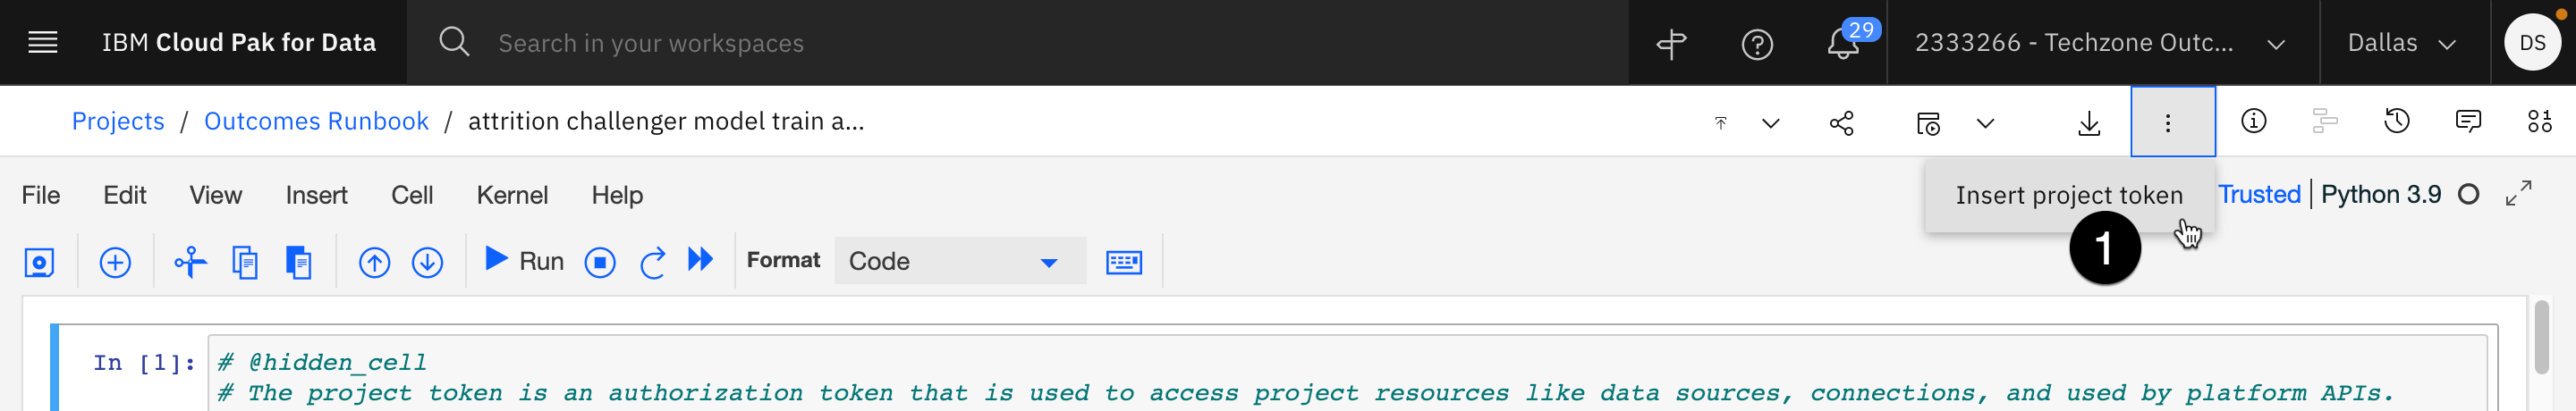 IBM Cloud Pak for Data Search in your workspaces 29 2333266 - Techzone Outc... Dallas DS
Projects / Outcomes Runbook / attrition challenger model train a...
File Edit View Insert Cell Kernel Help Insert project token Trusted | Python 3.9
Run Format Code 1
In [1]: # @hidden_cell
# The project token is an authorization token that is used to access project resources like data sources, connections, and used by platform APIs.